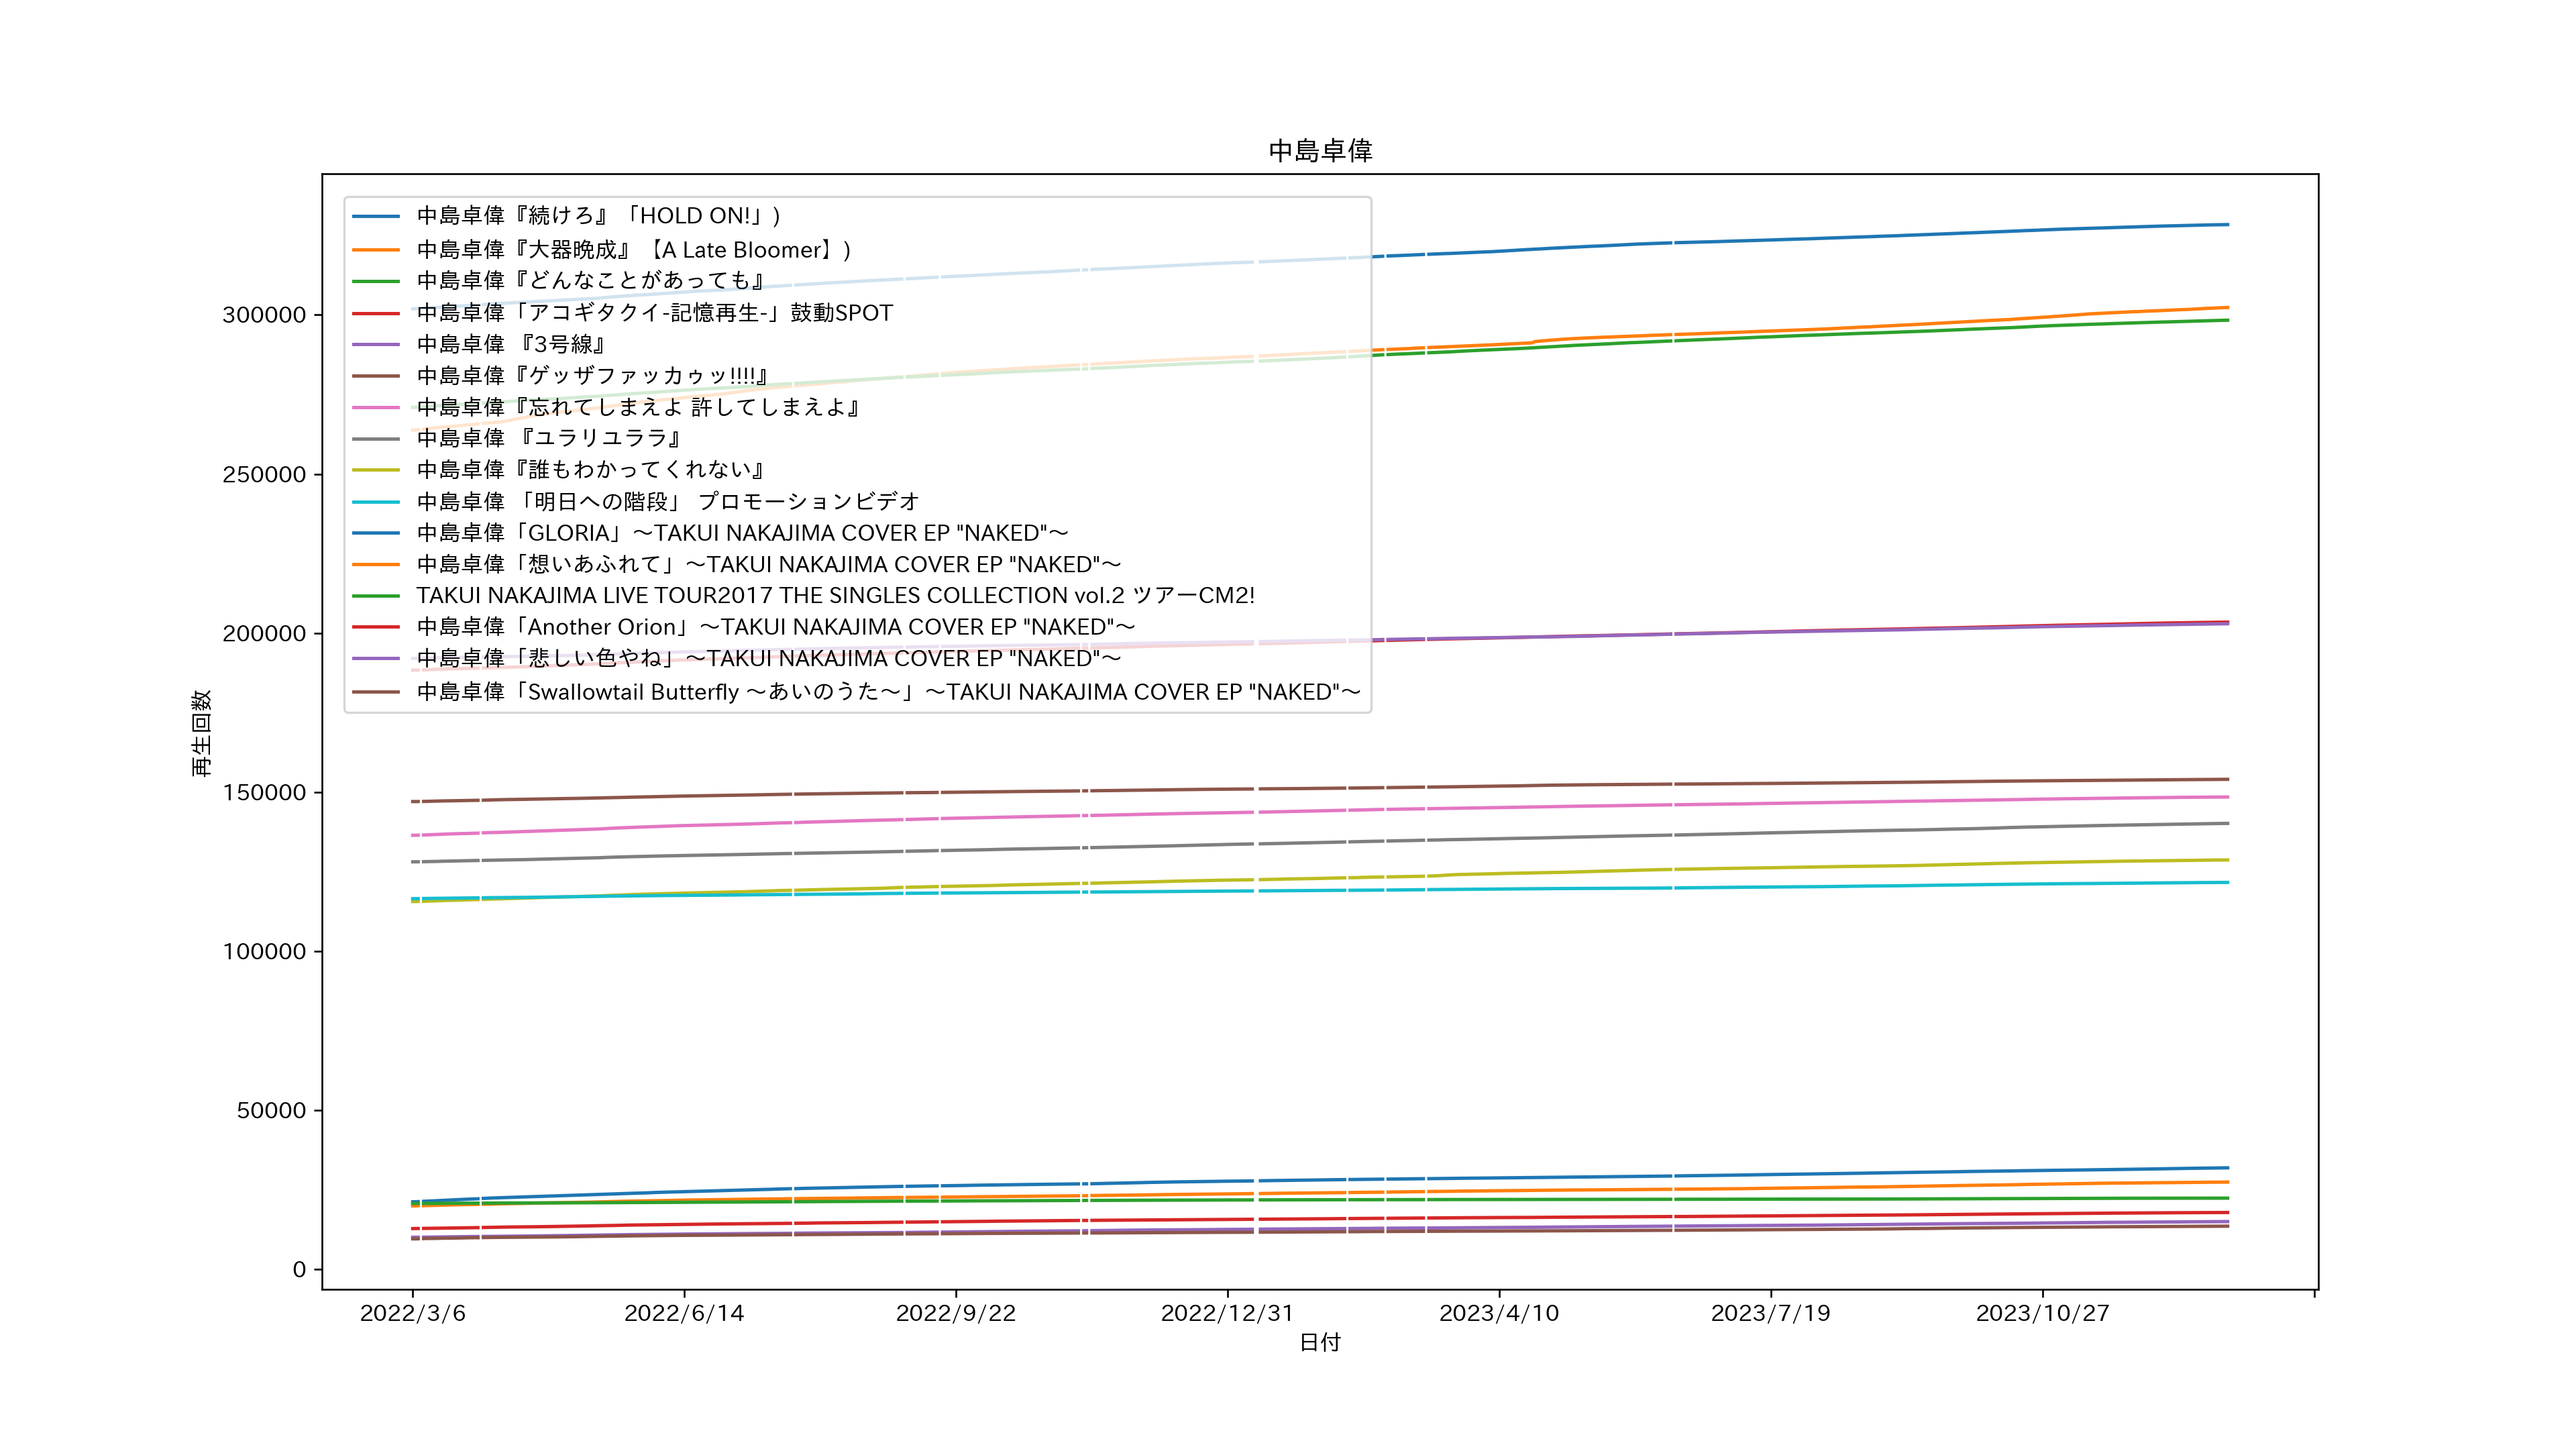 中島卓偉
中島卓偉『続けろ』「HOLD ON!」)
中島卓偉『大器晩成』【A Late Bloomer】)
中島卓偉『どんなことがあっても』
中島卓偉「アコギタクイ-記憶再生-」鼓動SPOT
中島卓偉 『3号線』
中島卓偉『ゲッザファッカゥッ!!!!』
中島卓偉『忘れてしまえよ 許してしまえよ』
中島卓偉 『ユラリユララ』
中島卓偉『誰もわかってくれない』
中島卓偉 「明日への階段」 プロモーションビデオ
中島卓偉「GLORIA」～TAKUI NAKAJIMA COVER EP "NAKED"～
中島卓偉「想いあふれて」～TAKUI NAKAJIMA COVER EP "NAKED"～
TAKUI NAKAJIMA LIVE TOUR2017 THE SINGLES COLLECTION vol.2 ツアーCM2!
中島卓偉「Another Orion」～TAKUI NAKAJIMA COVER EP "NAKED"～
中島卓偉「悲しい色やね」～TAKUI NAKAJIMA COVER EP "NAKED"～
中島卓偉「Swallowtail Butterfly ～あいのうた～」～TAKUI NAKAJIMA COVER EP "NAKED"～
再生回数
300000
250000
200000
150000
100000
50000
0
2022/3/6
2022/6/14
2022/9/22
2022/12/31
2023/4/10
2023/7/19
2023/10/27
日付